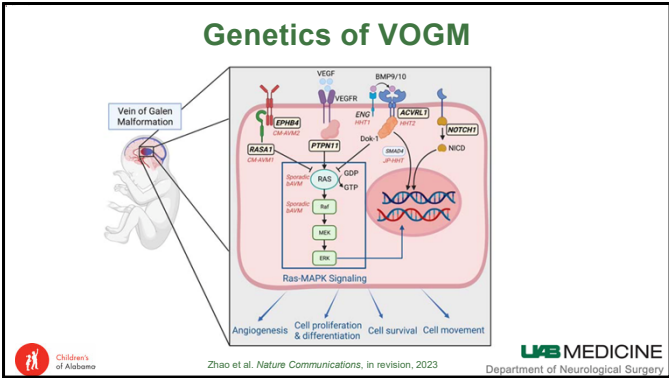 Genetics of VOGM
Vein of Galen
Malformation
VEGF
VEGFR
BMP9/10
EPHB4
CM-AVM2
RASA1
CM-AVM1
PTPN11
ENG
HHT1
ACVRL1
HHT2
Dok-1
SMAD4
JP-HHT
NOTCH1
NICD
Sporadic
bAVM
RAS
GDP
GTP
Sporadic
bAVM
Raf
MEK
ERK
Ras-MAPK Signaling
Angiogenesis
Cell proliferation
& differentiation
Cell survival
Cell movement
Children's
of Alabama
Zhao et al. Nature Communications, in revision, 2023
UAB MEDICINE
Department of Neurological Surgery